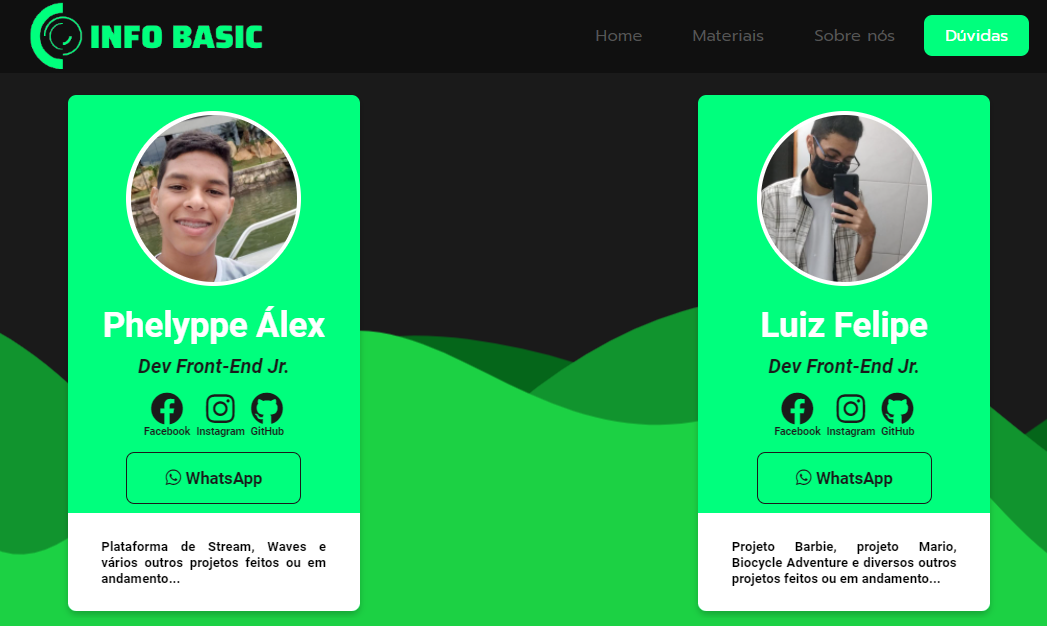 INFO BASIC
Home
Materiais
Sobre nós
Dúvidas
Phelyppe Álex
Dev Front-End Jr.
Facebook Instagram GitHub
WhatsApp
Plataforma de Stream, Waves e
vários outros projetos feitos ou em
andamento...
Luiz Felipe
Dev Front-End Jr.
Facebook Instagram GitHub
WhatsApp
Projeto Barbie, projeto Mario,
Biocycle Adventure e diversos outros
projetos feitos ou em andamento...